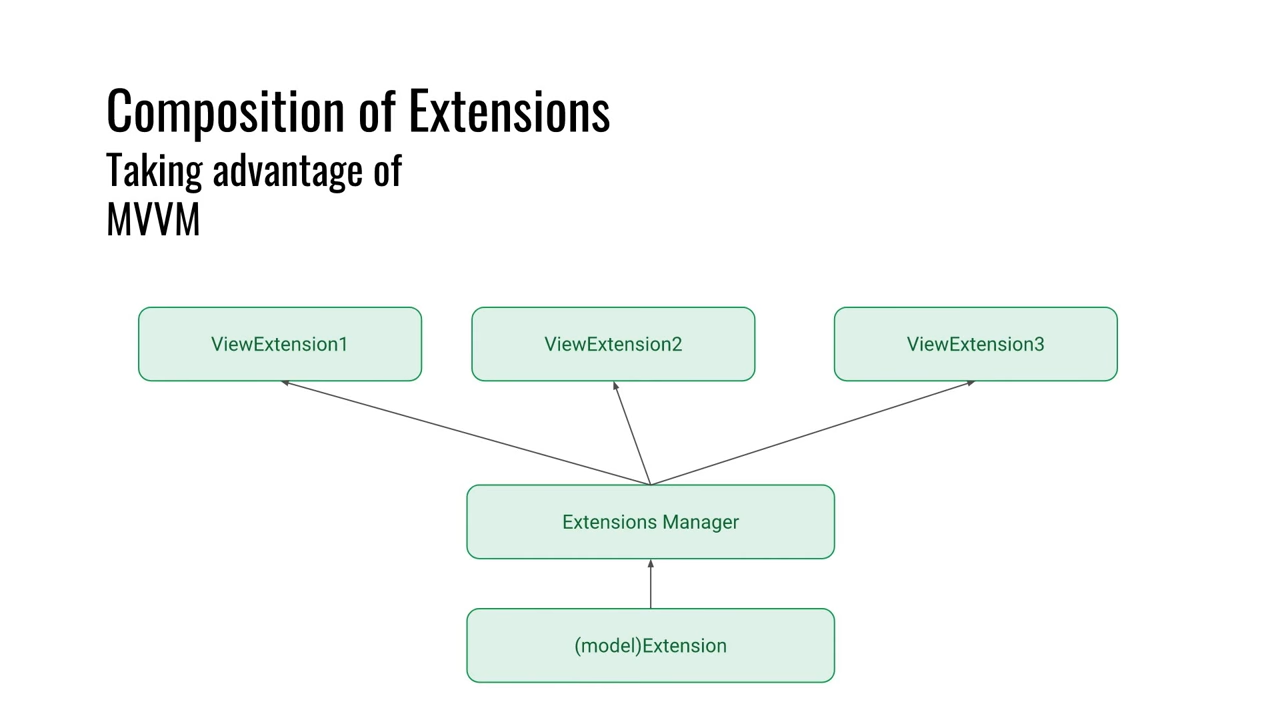 Composition of Extensions
Taking advantage of
MVVM
ViewExtension1
ViewExtension2
ViewExtension3
Extensions Manager
(model)Extension